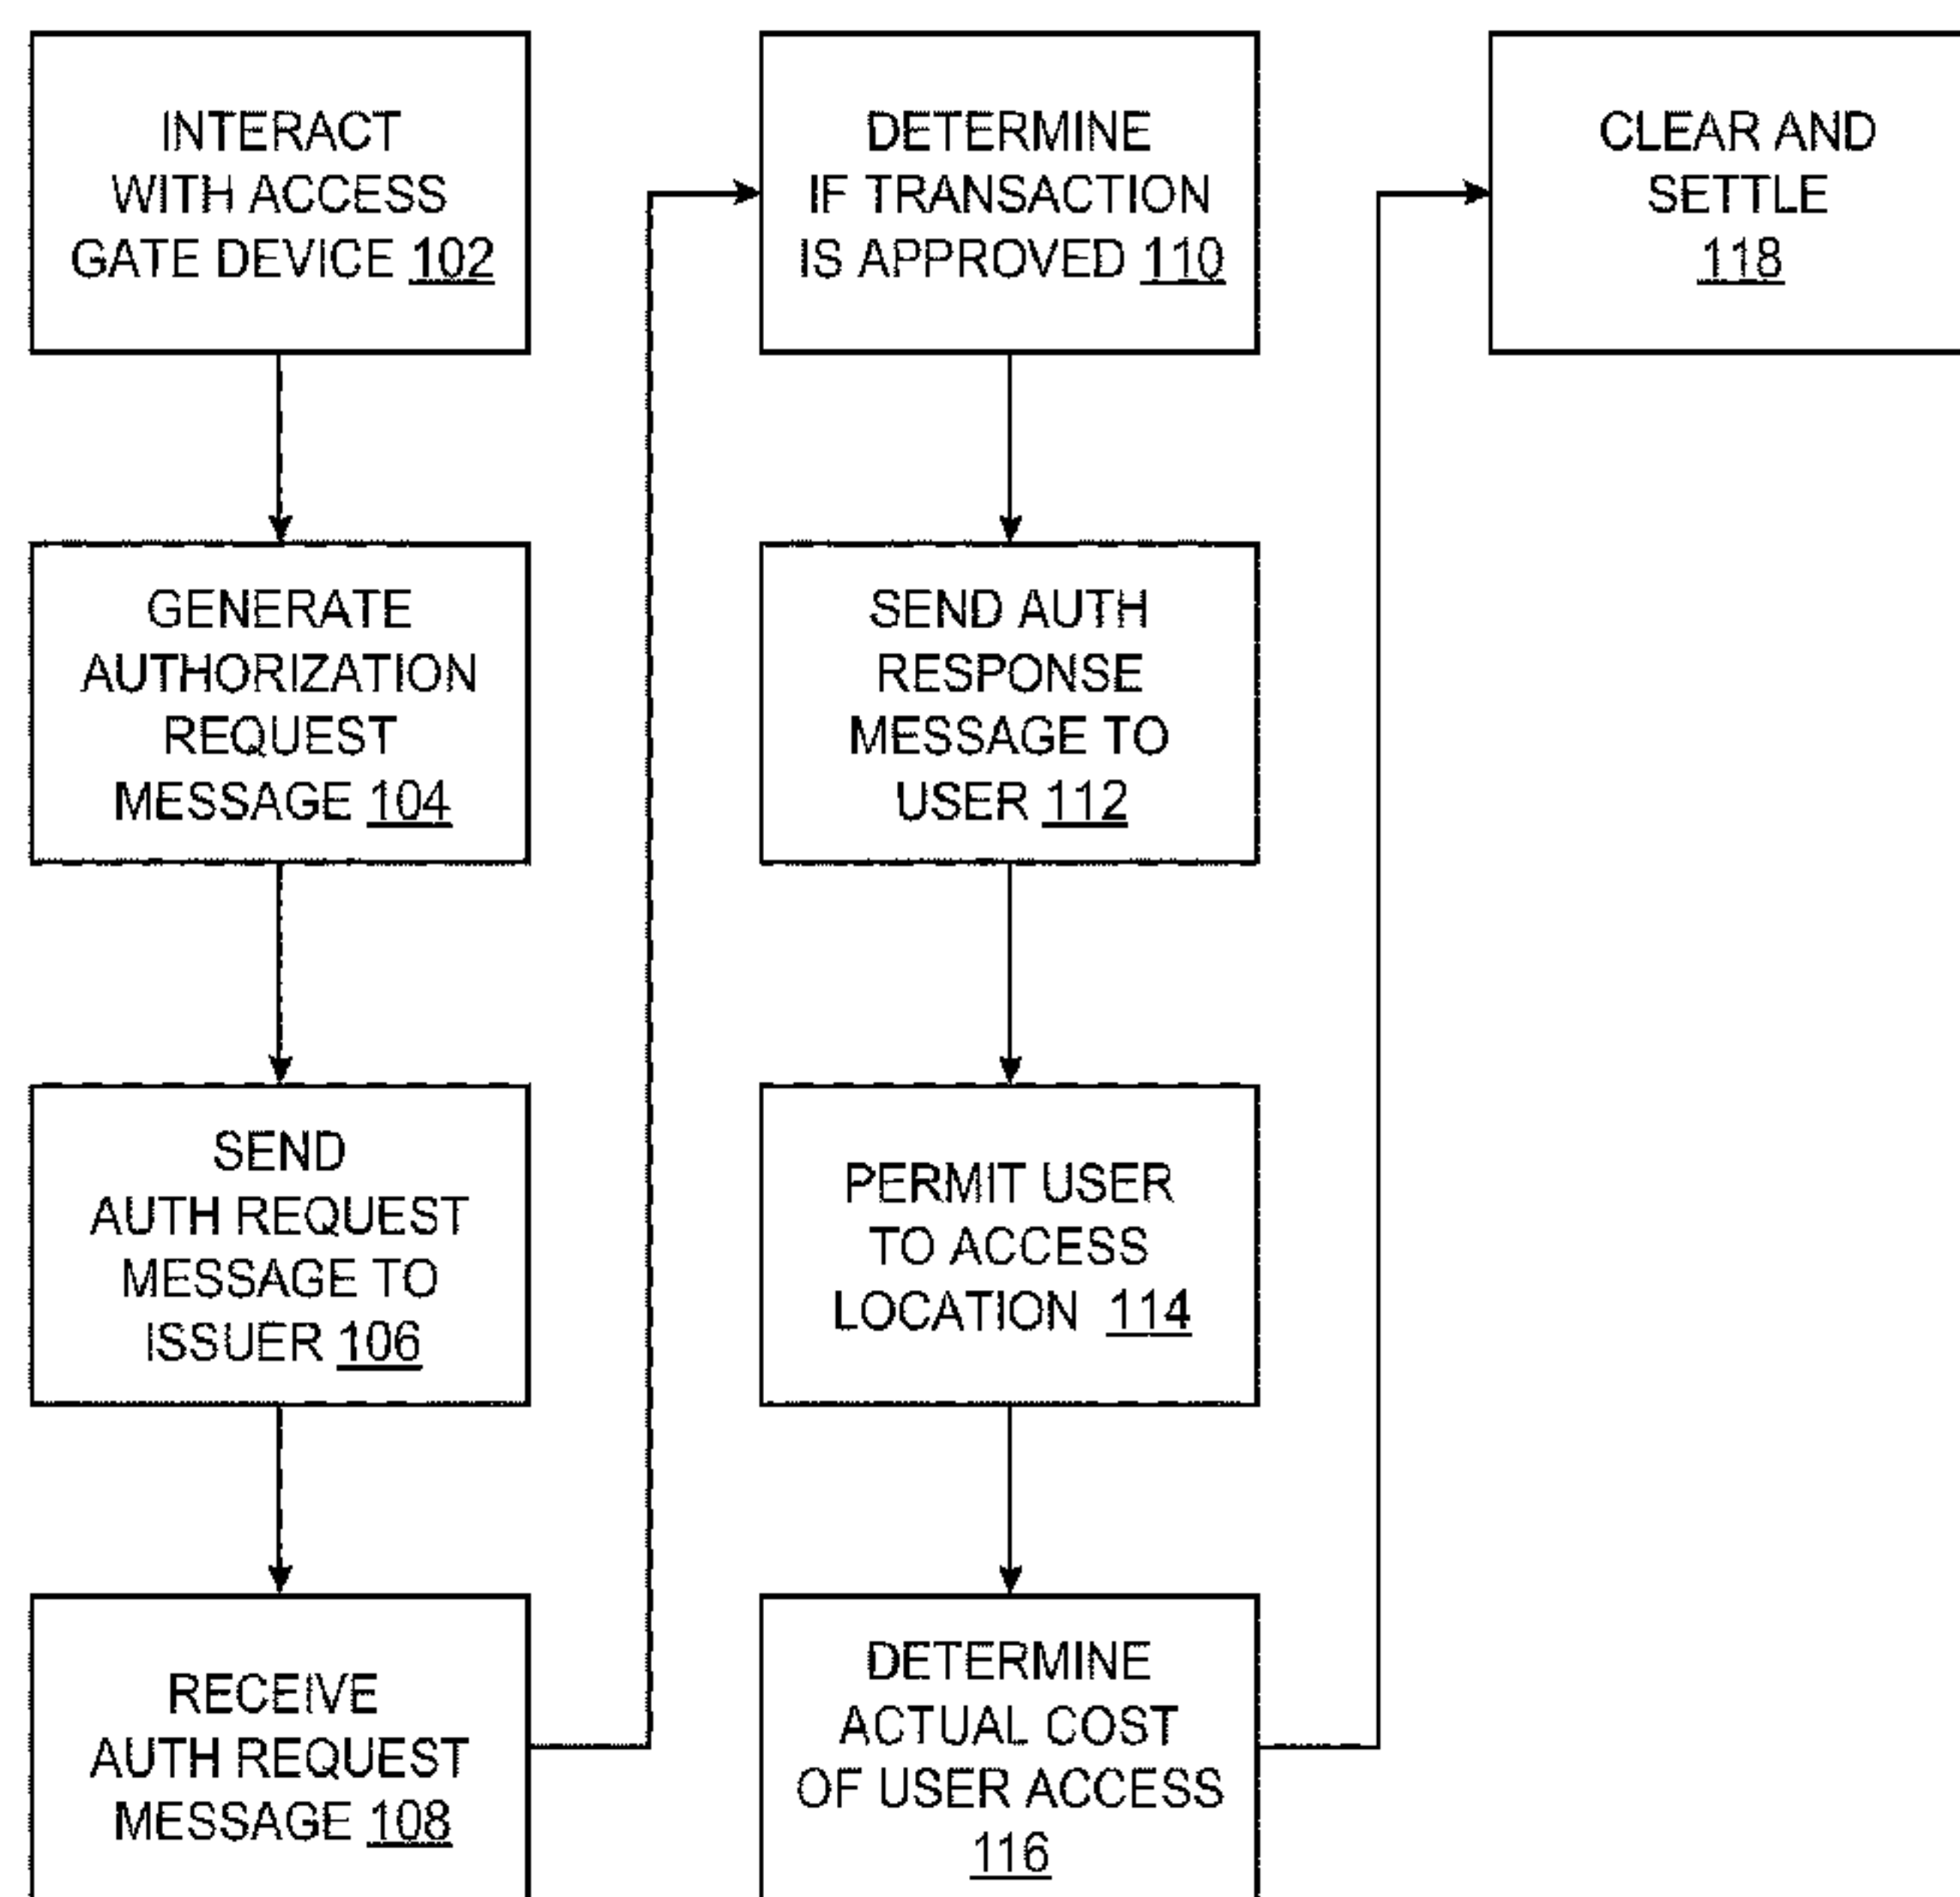 INTERACT
WITH ACCESS
GATE DEVICE 102
GENERATE
AUTHORIZATION
REQUEST
MESSAGE 104
SEND
AUTH REQUEST
MESSAGE TO
ISSUER 106
RECEIVE
AUTH REQUEST
MESSAGE 108
DETERMINE
IF TRANSACTION
IS APPROVED 110
SEND AUTH
RESPONSE
MESSAGE TO
USER 112
PERMIT USER
TO ACCESS
LOCATION 114
DETERMINE
ACTUAL COST
OF USER ACCESS
116
CLEAR AND
SETTLE
118